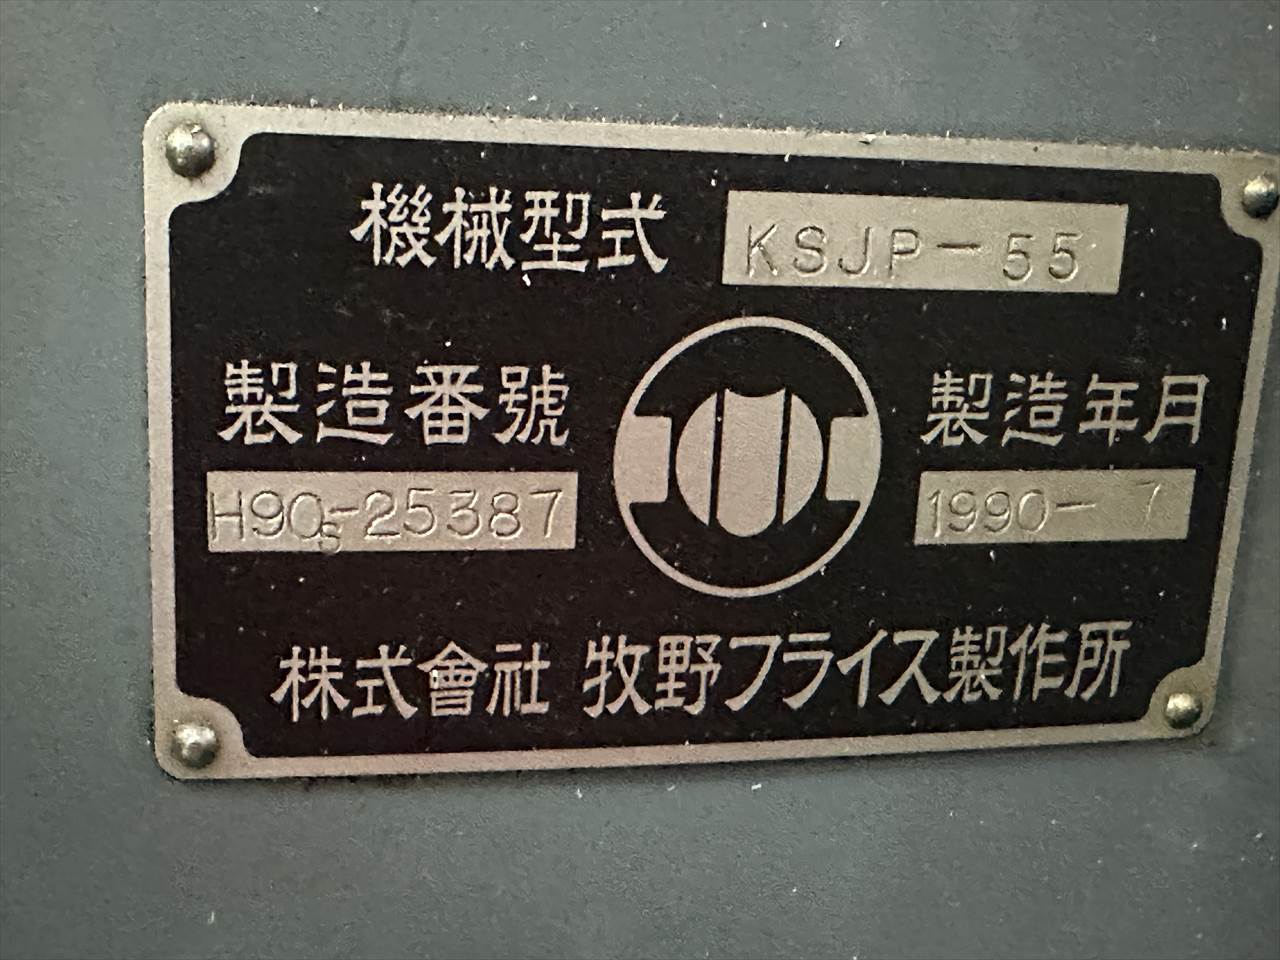 機械型式 KSJP-55
製造番號 製造年月
H90S-25387 1990-7
株式會社 牧野フライス製作所